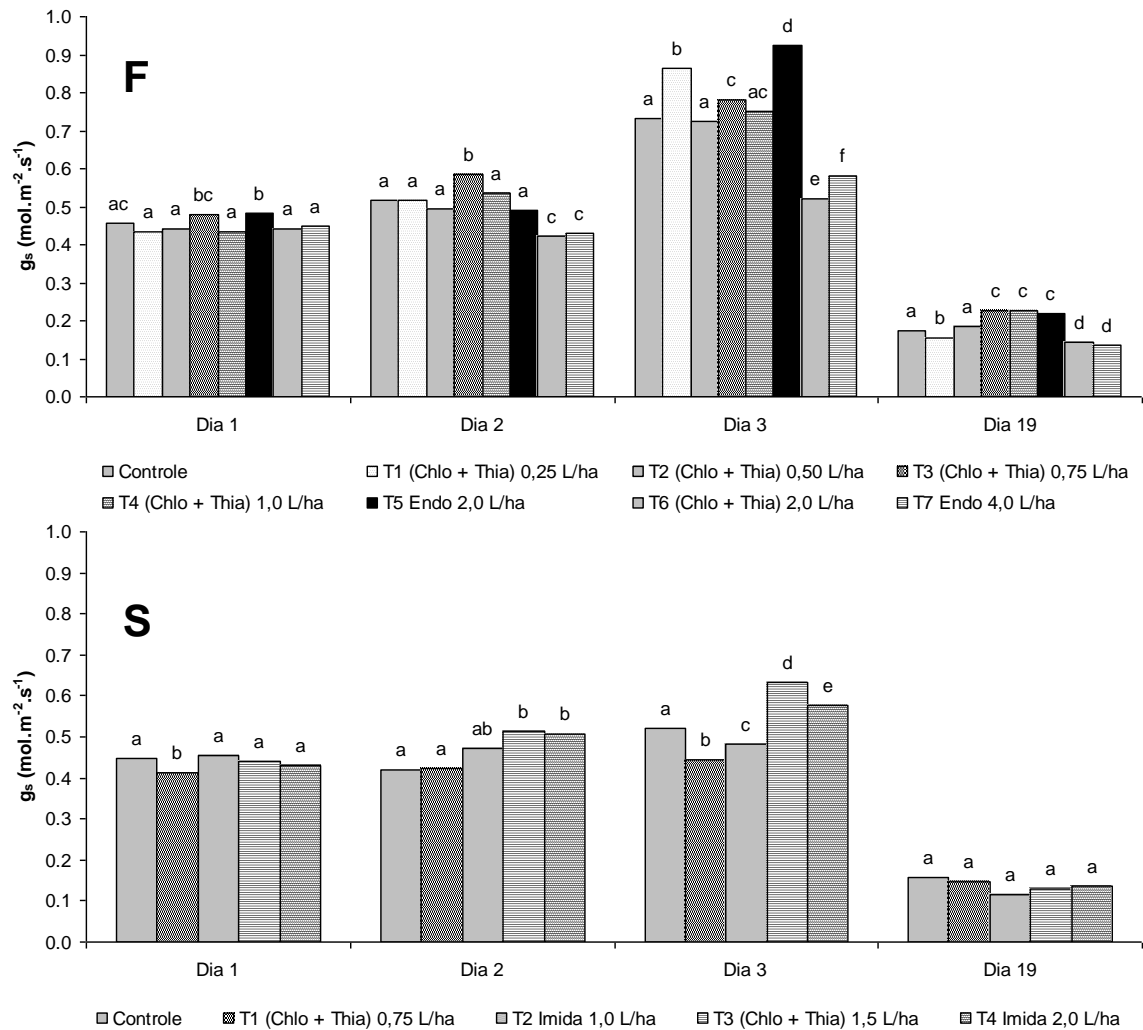 1.0
d
0.9
b
F
c
0.8
ac
a
a
0.7
b
f
0.6
a
a
a
e
bc
b
a
ac
0.5
a
a
a
a
a
c
c
0.4
0.3
c
c
c
a
a
0.2
b
d
d
0.1
0.0
gs (mol.m-2.s-1)
Dia 1
Dia 2
Dia 3
Dia 19
Controle
T1 (Chlo + Thia) 0,25 L/ha
T2 (Chlo + Thia) 0,50 L/ha
T3 (Chlo + Thia) 0,75 L/ha
T4 (Chlo + Thia) 1,0 L/ha
T5 Endo 2,0 L/ha
T6 (Chlo + Thia) 2,0 L/ha
T7 Endo 4,0 L/ha
1.0
0.9
S
0.8
0.7
d
0.6
e
a
b
b
ab
0.5
c
a
a
a
a
b
a
a
b
0.4
0.3
0.2
a
a
a
a
a
0.1
0.0
gs (mol.m-2.s-1)
Dia 1
Dia 2
Dia 3
Dia 19
Controle
T1 (Chlo + Thia) 0,75 L/ha
T2 Imida 1,0 L/ha
T3 (Chlo + Thia) 1,5 L/ha
T4 Imida 2,0 L/ha